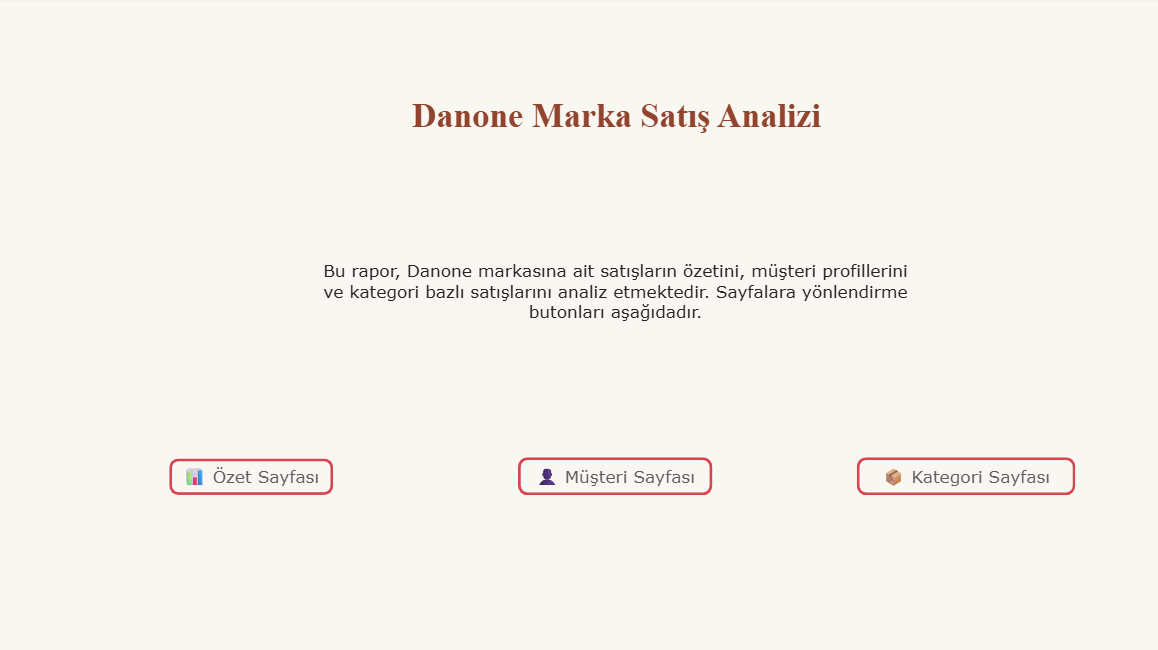 Danone Marka Satış Analizi
Bu rapor, Danone markasına ait satışların özetini, müşteri profillerini
ve kategori bazlı satışlarını analiz etmektedir. Sayfalara yönlendirme
butonları aşağıdadır.
📊 Özet Sayfası
👤 Müşteri Sayfası
📦 Kategori Sayfası